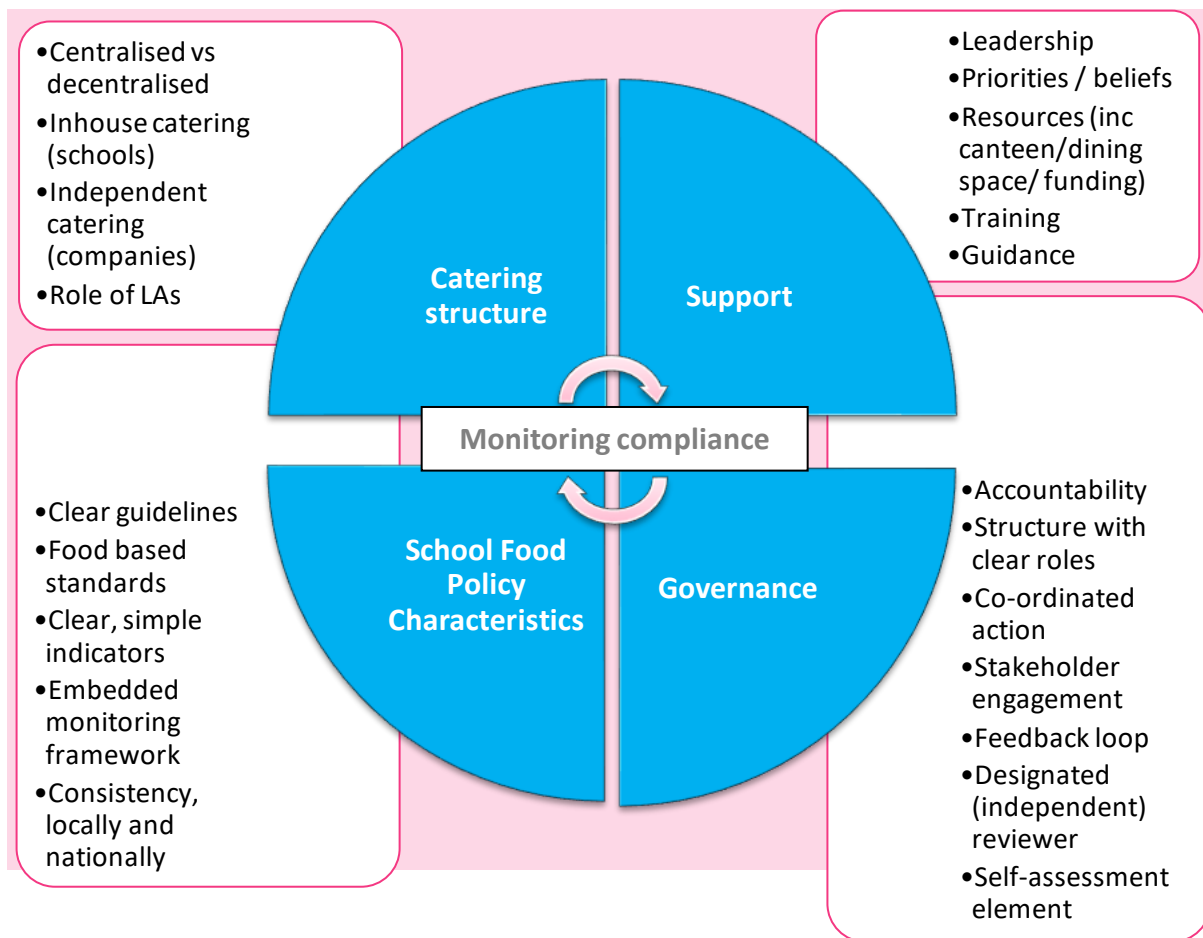 •Centralised vs
decentralised
•Inhouse catering
(schools)
•Independent
catering
(companies)
•Role of LAs
•Leadership
•Priorities / beliefs
•Resources (inc
canteen/dining
space/ funding)
•Training
•Guidance
Catering
structure
Support
Monitoring compliance
School Food
Policy
Characteristics
Governance
•Clear guidelines
•Food based
standards
•Clear, simple
indicators
•Embedded
monitoring
framework
•Consistency,
locally and
nationally
•Accountability
•Structure with
clear roles
•Co-ordinated
action
•Stakeholder
engagement
•Feedback loop
•Designated
(independent)
reviewer
•Self-assessment
element